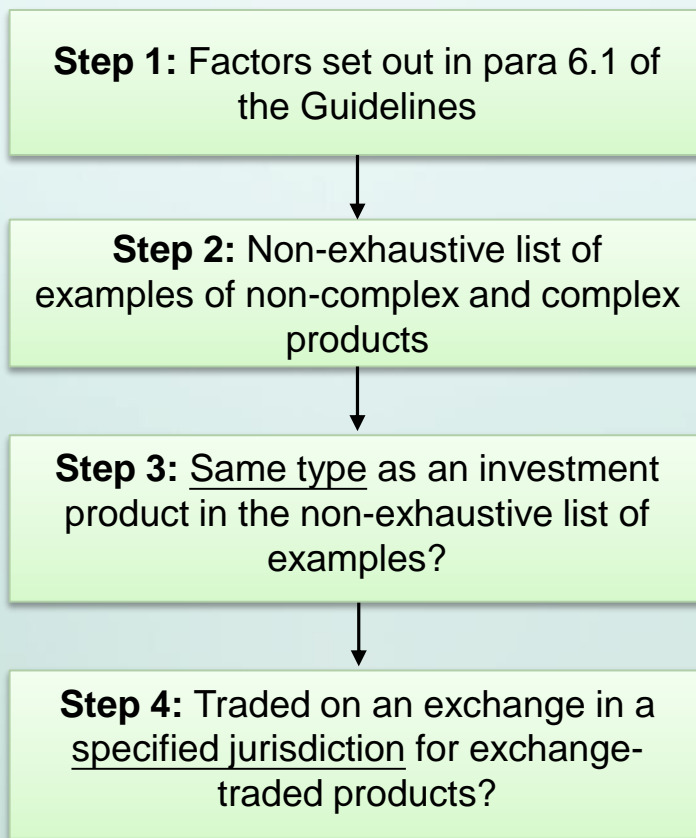 Step 1: Factors set out in para 6.1 of
the Guidelines
Step 2: Non-exhaustive list of
examples of non-complex and complex
products
Step 3: Same type as an investment
product in the non-exhaustive list of
examples?
Step 4: Traded on an exchange in a
specified jurisdiction for exchange-
traded products?